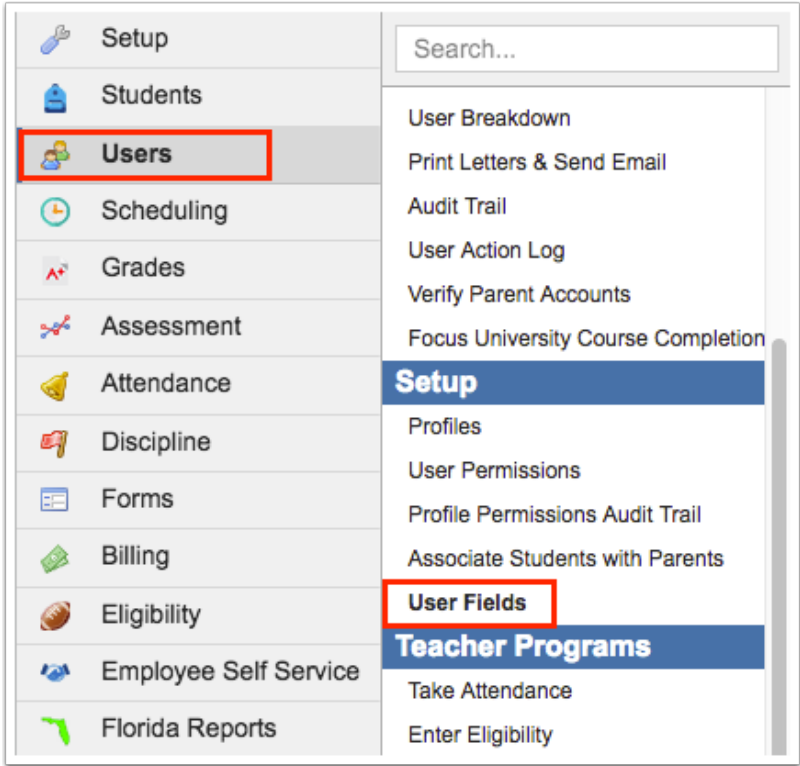 Setup
Students
Users
Scheduling
Grades
Assessment
Attendance
Discipline
Forms
Billing
Eligibility
Employee Self Service
Florida Reports
Search...
User Breakdown
Print Letters & Send Email
Audit Trail
User Action Log
Verify Parent Accounts
Focus University Course Completion
Setup
Profiles
User Permissions
Profile Permissions Audit Trail
Associate Students with Parents
User Fields
Teacher Programs
Take Attendance
Enter Eligibility